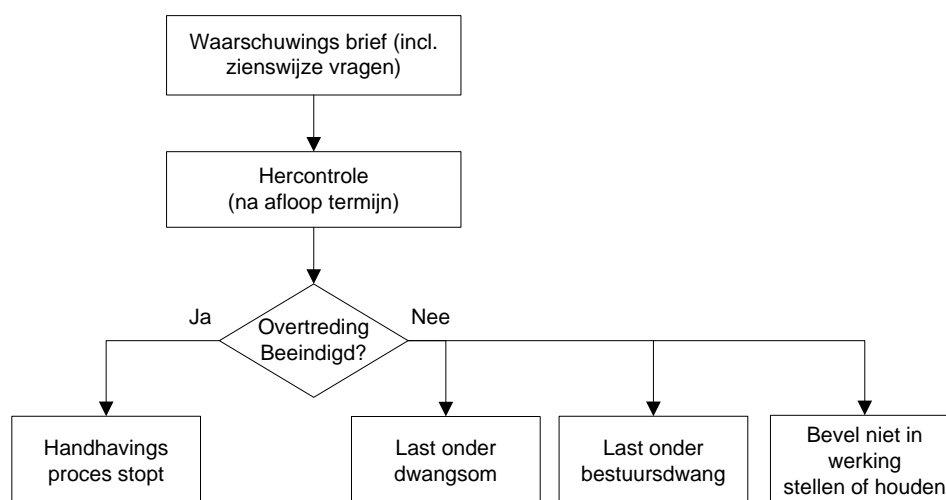 Waarschuwings brief (incl.
zienswijze vragen)
Hercontrole
(na afloop termijn)
Ja
Nee
Overtreding
Beeindigd?
Handhavings
proces stopt
Last onder
dwangsom
Last onder
bestuursdwang
Bevel niet in
werking
stellen of houden